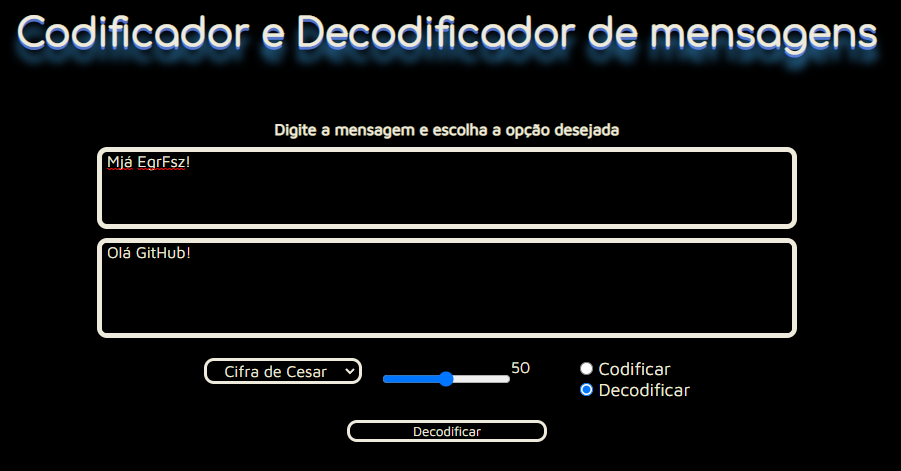 Codificador e Decodificador de mensagens
Digite a mensagem e escolha a opção desejada
Mjá EgrFsz!
Olá GitHub!
Cifra de Cesar 50 Codificar
Decodificar
Decodificar